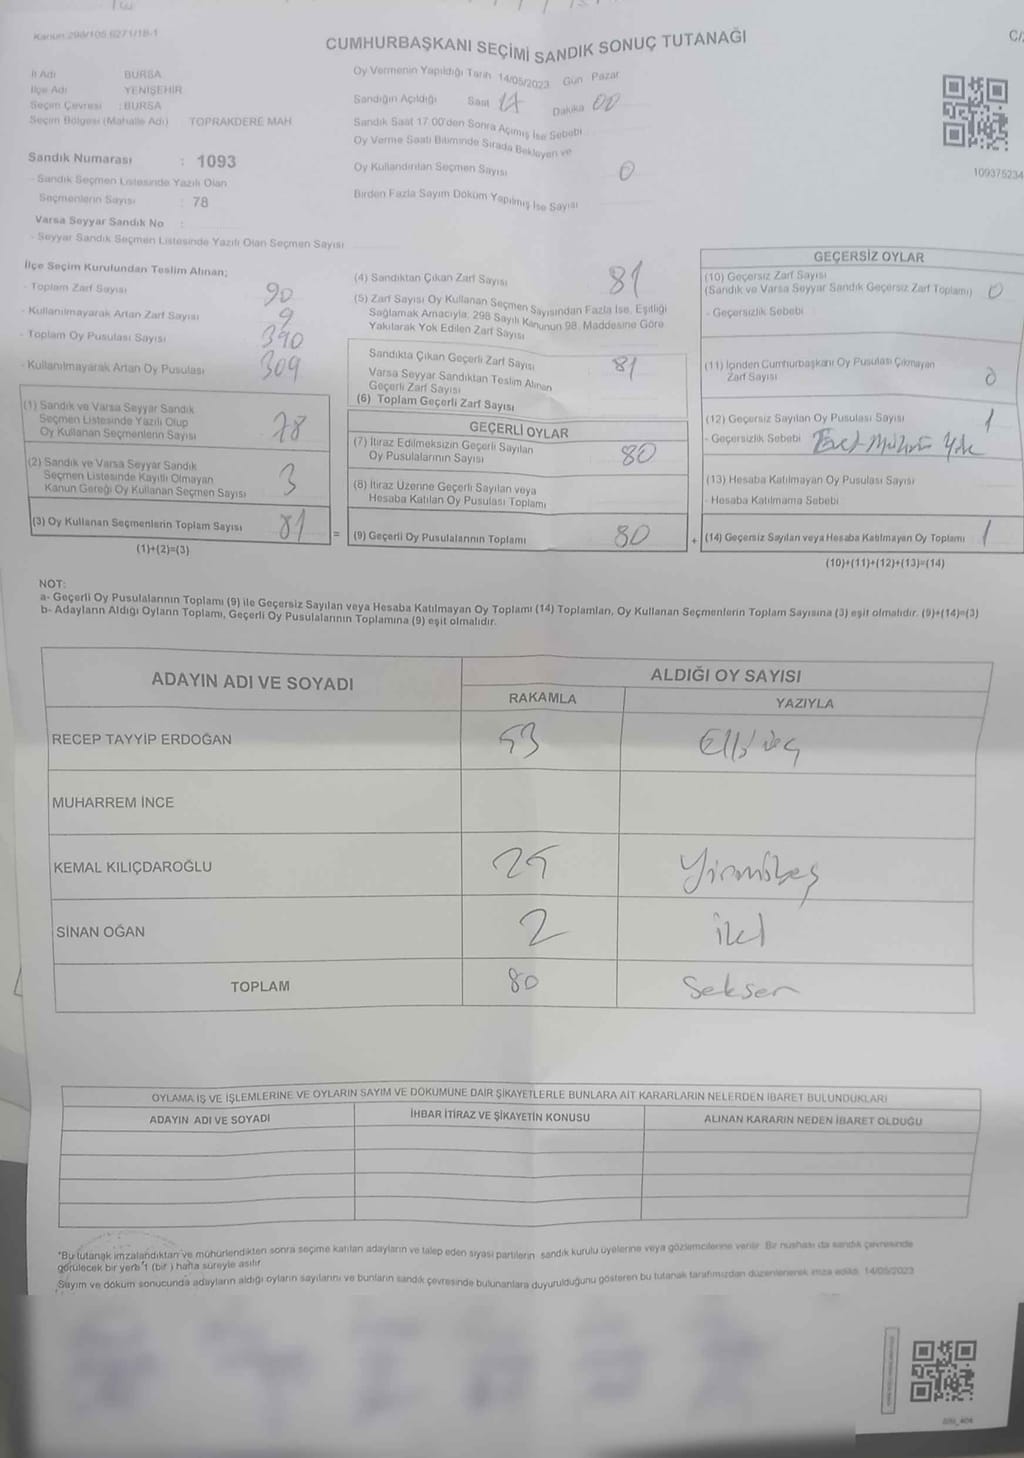 Kanun:298/105.6271/18-1
CUMHURBAŞKANI SEÇİMİ SANDIK SONUÇ TUTANAĞI
C/
İl Adı BURSA
İlçe Adı YENİŞEHİR
Seçim Çevresi : BURSA
Seçim Bölgesi (Mahalle Adı) TOPRAKDERE MAH.
Oy Vermenin Yapıldığı Tarih 14/05/2023 Gün Pazar
Sandığın Açıldığı Saat 17 Dakika 00
Sandık Saat 17:00'den Sonra Açılmış İse Sebebi
Oy Verme Saati Bitiminde Sırada Bekleyen ve
Oy Kullandırılan Seçmen Sayısı 0
Birden Fazla Sayım Döküm Yapılmış İse Sayısı
109375234
Sandık Numarası : 1093
- Sandık Seçmen Listesinde Yazılı Olan
Seçmenlerin Sayısı : 78
Varsa Seyyar Sandık No :
- Seyyar Sandık Seçmen Listesinde Yazılı Olan Seçmen Sayısı
İlçe Seçim Kurulundan Teslim Alınan;
- Toplam Zarf Sayısı 90
- Kullanılmayarak Artan Zarf Sayısı 9
- Toplam Oy Pusulası Sayısı 390
- Kullanılmayarak Artan Oy Pusulası 309
(1) Sandık ve Varsa Seyyar Sandık
Seçmen Listesinde Yazılı Olup
Oy Kullanan Seçmenlerin Sayısı 78
(2) Sandık ve Varsa Seyyar Sandık
Seçmen Listesinde Kayıtlı Olmayan
Kanun Gereği Oy Kullanan Seçmen Sayısı 3
(3) Oy Kullanan Seçmenlerin Toplam Sayısı 81
(1)+(2)=(3)
(4) Sandıktan Çıkan Zarf Sayısı 81
(5) Zarf Sayısı Oy Kullanan Seçmen Sayısından Fazla İse, Eşitliği
Sağlamak Amacıyla; 298 Sayılı Kanunun 98. Maddesine Göre
Yakılarak Yok Edilen Zarf Sayısı
Sandıkta Çıkan Geçerli Zarf Sayısı 81
Varsa Seyyar Sandıktan Teslim Alınan
Geçerli Zarf Sayısı
(6) Toplam Geçerli Zarf Sayısı
GEÇERLİ OYLAR
(7) İtiraz Edilmeksizin Geçerli Sayılan
Oy Pusulalarının Sayısı 80
(8) İtiraz Üzerine Geçerli Sayılan veya
Hesaba Katılan Oy Pusulası Toplamı
= (9) Geçerli Oy Pusulalarının Toplamı 80
GEÇERSİZ OYLAR
(10) Geçersiz Zarf Sayısı
(Sandık ve Varsa Seyyar Sandık Geçersiz Zarf Toplamı) 0
- Geçersizlik Sebebi
(11) İçinden Cumhurbaşkanı Oy Pusulası Çıkmayan
Zarf Sayısı 0
(12) Geçersiz Sayılan Oy Pusulası Sayısı 1
- Geçersizlik Sebebi Tercih Mührü Yok
(13) Hesaba Katılmayan Oy Pusulası Sayısı
- Hesaba Katılmama Sebebi
+ (14) Geçersiz Sayılan veya Hesaba Katılmayan Oy Toplamı 1
(10)+(11)+(12)+(13)=(14)
NOT:
a- Geçerli Oy Pusulalarının Toplamı (9) ile Geçersiz Sayılan veya Hesaba Katılmayan Oy Toplamı (14) Toplamları, Oy Kullanan Seçmenlerin Toplam Sayısına (3) eşit olmalıdır. (9)+(14)=(3)
b- Adayların Aldığı Oyların Toplamı, Geçerli Oy Pusulalarının Toplamına (9) eşit olmalıdır.
ADAYIN ADI VE SOYADI
ALDIĞI OY SAYISI
RAKAMLA YAZIYLA
RECEP TAYYİP ERDOĞAN 53 Elli üç
MUHARREM İNCE
KEMAL KILIÇDAROĞLU 25 Yirmibeş
SİNAN OĞAN 2 iki
TOPLAM 80 Seksen
OYLAMA İŞ VE İŞLEMLERİNE VE OYLARIN SAYIM VE DÖKÜMÜNE DAİR ŞİKAYETLERLE BUNLARA AİT KARARLARIN NELERDEN İBARET BULUNDUKLARI
ADAYIN ADI VE SOYADI İHBAR İTİRAZ VE ŞİKAYETİN KONUSU ALINAN KARARIN NEDEN İBARET OLDUĞU
*Bu tutanak imzalandıktan ve mühürlendikten sonra seçime katılan adayların ve talep eden siyasi partilerin sandık kurulu üyelerine veya gözlemcilerine verilir. Bir nüshası da sandık çevresinde
görülecek bir yere 1 (bir) hafta süreyle asılır.
Sayım ve döküm sonucunda adayların aldığı oyların sayılarını ve bunların sandık çevresinde bulunanlara duyurulduğunu gösteren bu tutanak tarafımızdan düzenlenerek imza edildi. 14/05/2023